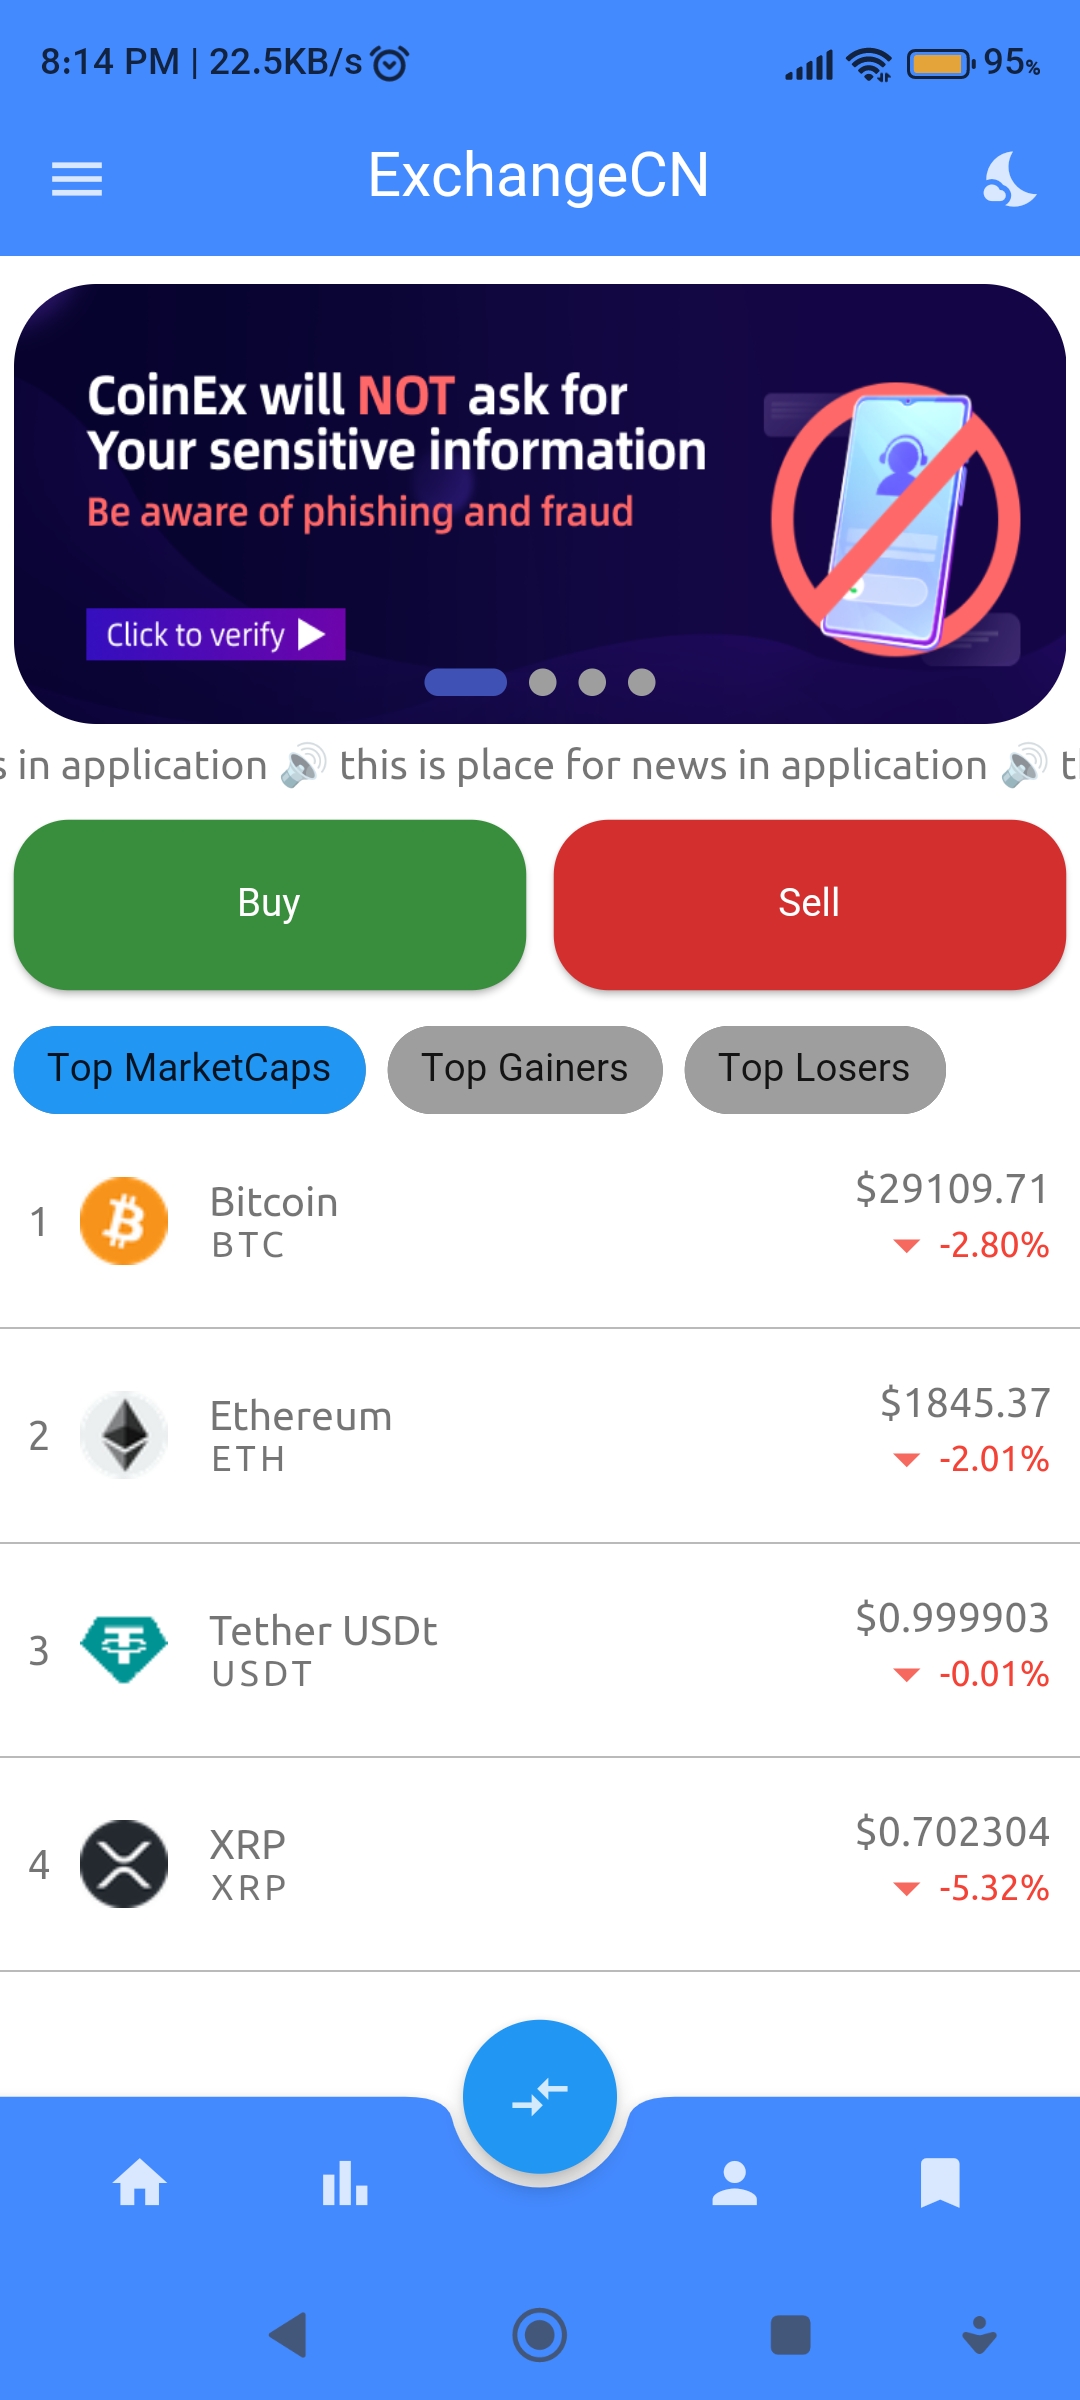 8:14 PM | 22.5KB/s 95%
ExchangeCN
CoinEx will NOT ask for
Your sensitive information
Be aware of phishing and fraud
Click to verify
s in application 🔊 this is place for news in application 🔊 t
Buy Sell
Top MarketCaps Top Gainers Top Losers
1 Bitcoin $29109.71
BTC -2.80%
2 Ethereum $1845.37
ETH -2.01%
3 Tether USDt $0.999903
USDT -0.01%
4 XRP $0.702304
XRP -5.32%